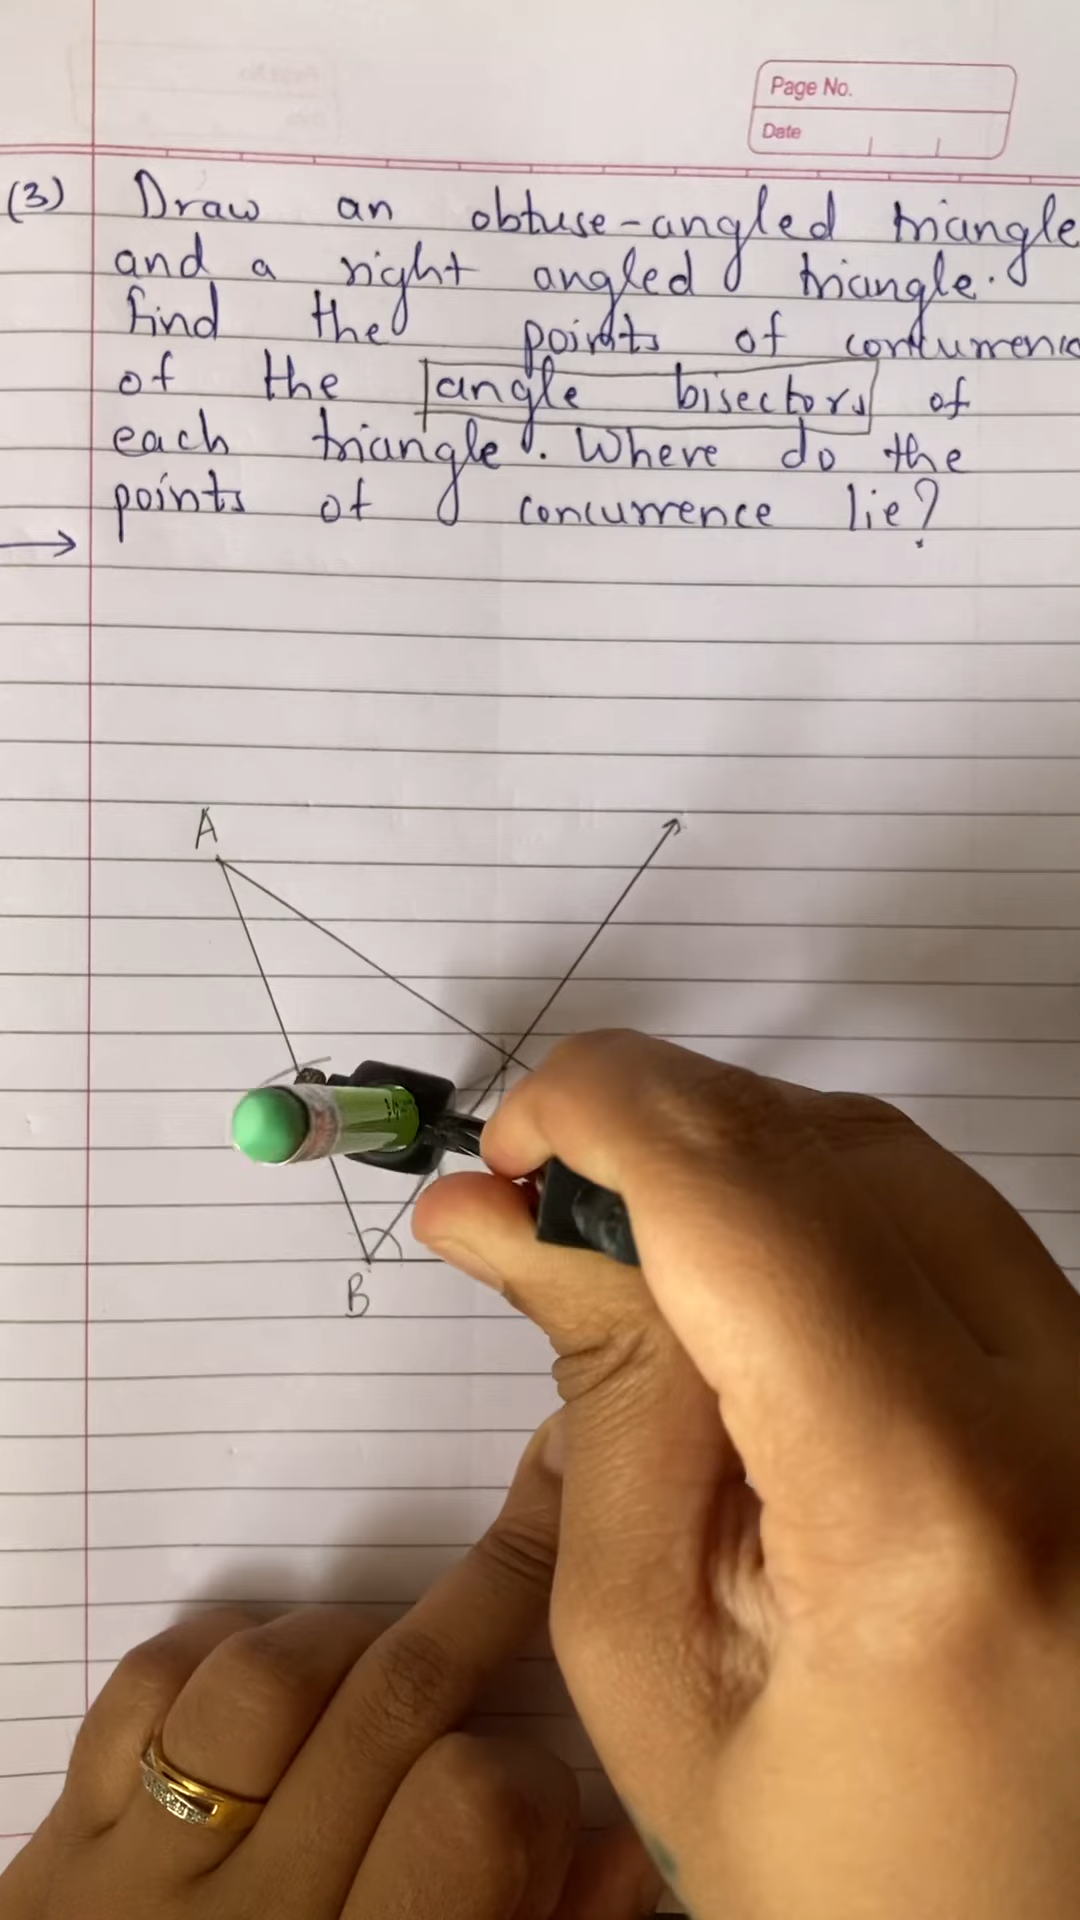 Page No.
Date
(3) Draw an obtuse-angled triangle
and a right angled triangle.
Find the points of concurrenc
of the angle bisectors of
each triangle. Where do the
points of concurrence lie?
A
B